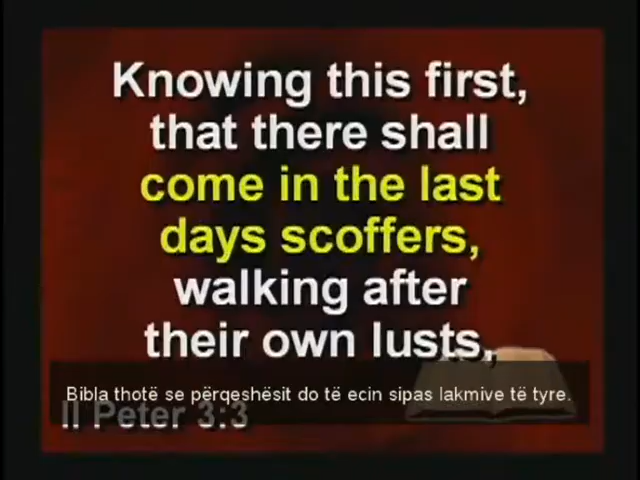 Knowing this first,
that there shall
come in the last
days scoffers,
walking after
their own lusts,
Bibla thotë se përqeshësit do të ecin sipas lakmive të tyre.
II Peter 3:3